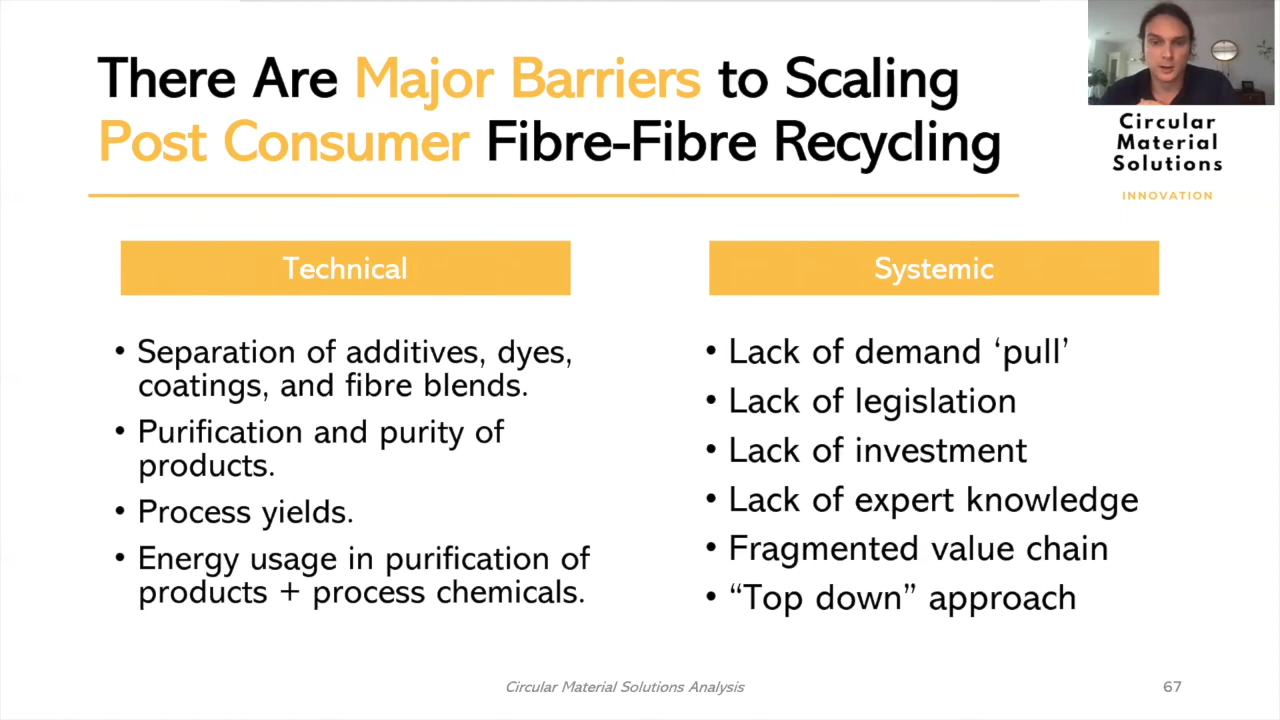 There Are Major Barriers to Scaling
Post Consumer Fibre-Fibre Recycling
Circular
Material
Solutions
INNOVATION
Technical
• Separation of additives, dyes,
coatings, and fibre blends.
• Purification and purity of
products.
• Process yields.
• Energy usage in purification of
products + process chemicals.
Systemic
• Lack of demand ‘pull’
• Lack of legislation
• Lack of investment
• Lack of expert knowledge
• Fragmented value chain
• “Top down” approach
Circular Material Solutions Analysis
67